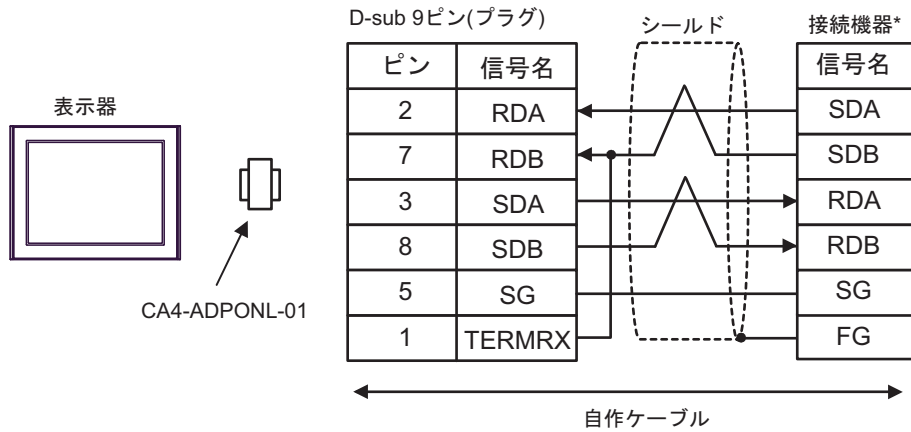 D-sub 9ピン(プラグ)
シールド
接続機器*
表示器
CA4-ADPONL-01
ピン 信号名 信号名
2 RDA SDA
7 RDB SDB
3 SDA RDA
8 SDB RDB
5 SG SG
1 TERMRX FG
自作ケーブル